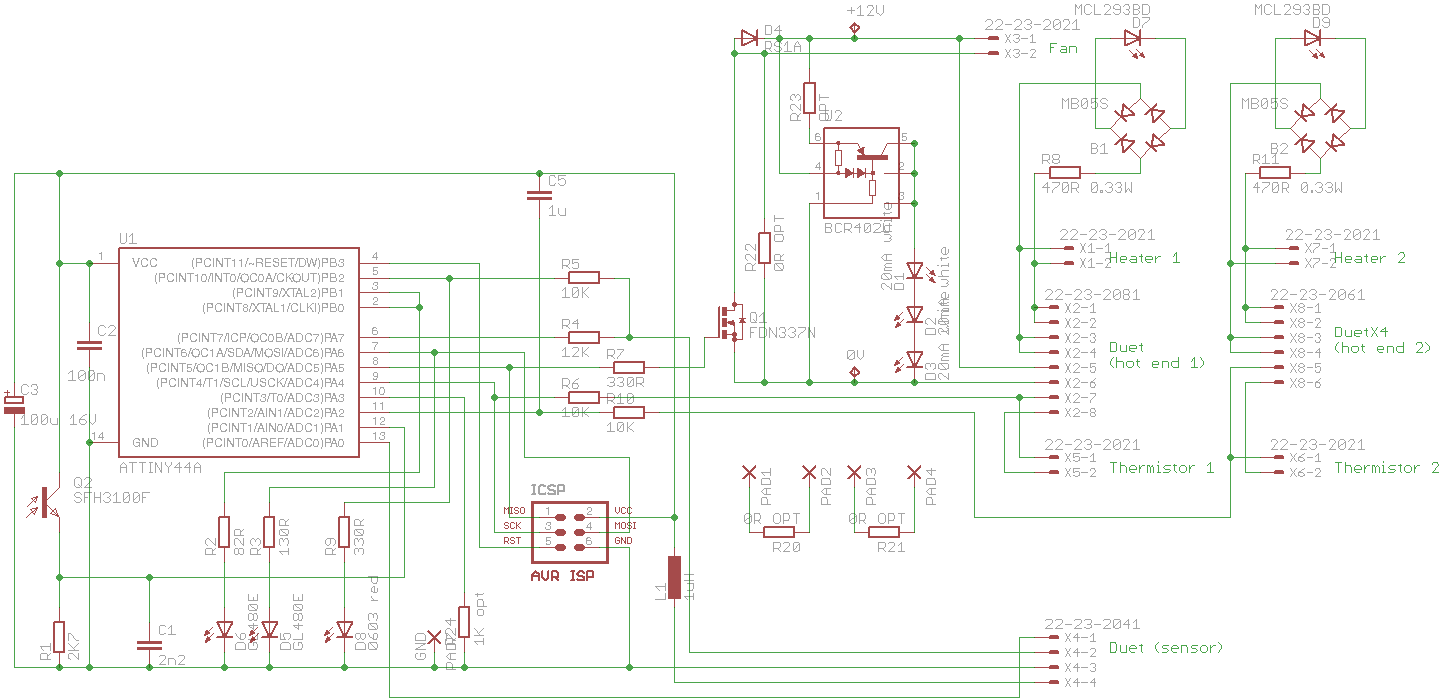 +12V
MCL293BD
D7
MCL293BD
D9
D4
RS1A
22-23-2021
X3-1
X3-2
Fan
R23
0R OPT
U2
6
5
4
2
1
3
BCR402U
MB05S
B1
R8
470R 0.33W
MB05S
B2
R11
470R 0.33W
C5
1u
U1
1
VCC
14
GND
(PCINT11/~RESET/DW)PB3
4
(PCINT10/INT0/OC0A/CKOUT)PB2
5
(PCINT9/XTAL2)PB1
3
(PCINT8/XTAL1/CLKI)PB0
2
(PCINT7/ICP/OC0B/ADC7)PA7
6
(PCINT6/OC1A/SDA/MOSI/ADC6)PA6
7
(PCINT5/OC1B/MISO/DO/ADC5)PA5
8
(PCINT4/T1/SCL/USCK/ADC4)PA4
9
(PCINT3/T0/ADC3)PA3
10
(PCINT2/AIN1/ADC2)PA2
11
(PCINT1/AIN0/ADC1)PA1
12
(PCINT0/AREF/ADC0)PA0
13
ATTINY44A
C2
100n
C3
+
100u 16V
R5
10K
R4
12K
R7
330R
R6
10K
R10
10K
R22
0R OPT
Q1
FDN337N
D1
20mA white
D2
20mA white
D3
20mA white
0V
22-23-2021
X1-1
X1-2
Heater 1
22-23-2021
X7-1
X7-2
Heater 2
22-23-2081
X2-1
X2-2
X2-3
X2-4
X2-5
X2-6
X2-7
X2-8
Duet
(hot end 1)
22-23-2061
X8-1
X8-2
X8-3
X8-4
X8-5
X8-6
DuetX4
(hot end 2)
22-23-2021
X5-1
X5-2
Thermistor 1
22-23-2021
X6-1
X6-2
Thermistor 2
Q2
SFH3100F
R2
82R
R3
130R
R9
330R
ICSP
MISO
1
2
VCC
SCK
3
4
MOSI
RST
5
6
GND
AVR ISP
PAD1
PAD2
PAD3
PAD4
0R OPT
R20
0R OPT
R21
L1
1uH
R1
2K7
C1
2n2
D6
GL480E
D5
GL480E
D8
0603 red
GND
R24
1K opt
22-23-2041
X4-1
X4-2
X4-3
X4-4
Duet (sensor)